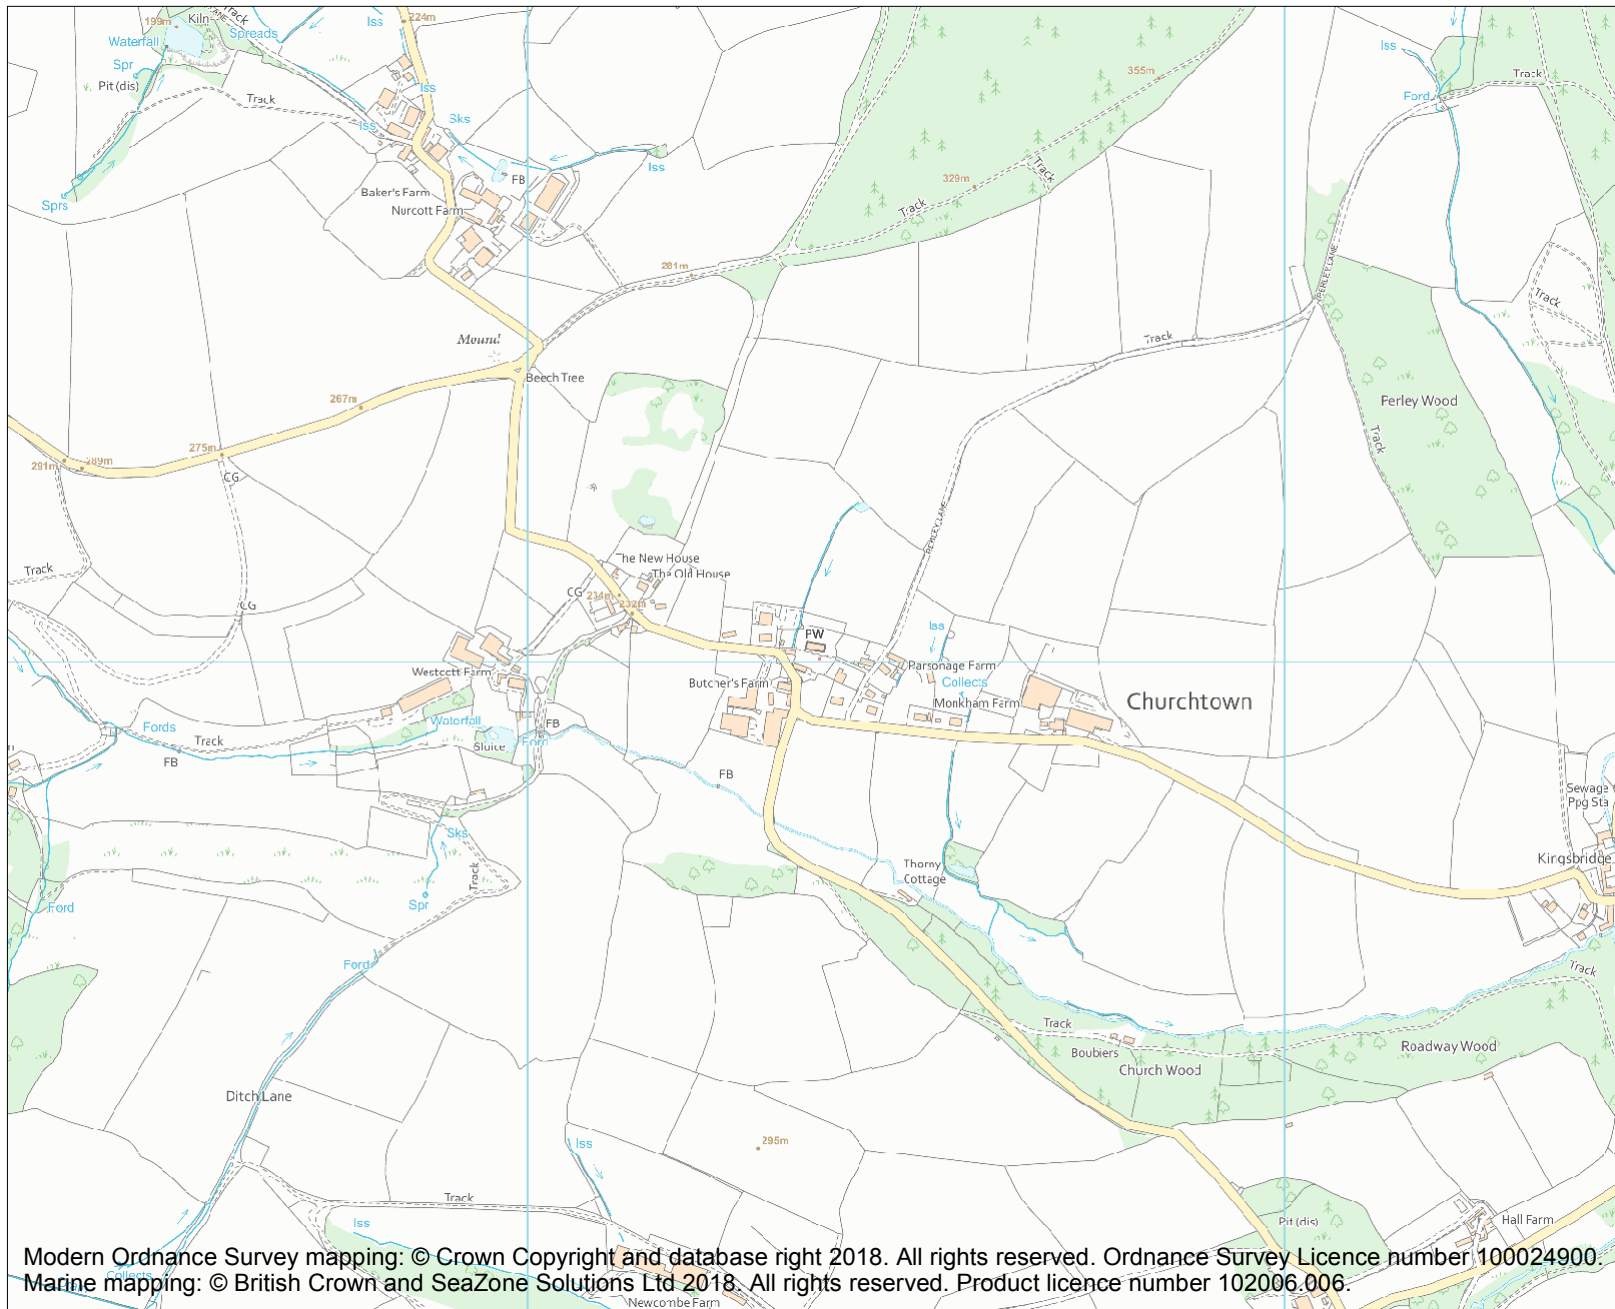 199m
Kiln
Track
Spreads
Iss
224m
Waterfall
Spr
Pit (dis)
Track
Iss
Iss
Sks
Iss
FB
Sprs
Baker's Farm
Norcott Farm
355m
Track
329m
Track
Iss
Ford
Track
281m
Track
Track
Beech Tree
267m
275m
291m
289m
CG
Track
Track
CG
The New House
The Old House
CG
234m
232m
PW
Iss
Parsonage Farm
Collects
Monkham Farm
Churchtown
Westcott Farm
Butcher's Farm
Fords
Track
FB
Waterfall
Sluice
FB
Ford
FB
Sewage
Ppg Sta
Kingsbridge
Thorny
Cottage
Sks
Track
Spr
Ford
Ford
Track
Track
Boubiers
Church Wood
Roadway Wood
Ditch Lane
Iss
295m
Track
Iss
Pit (dis)
Hall Farm
Collects
Newcombe Farm
Modern Ordnance Survey mapping: © Crown Copyright and database right 2018. All rights reserved. Ordnance Survey Licence number 100024900.
Marine mapping: © British Crown and SeaZone Solutions Ltd 2018. All rights reserved. Product licence number 102006.006.